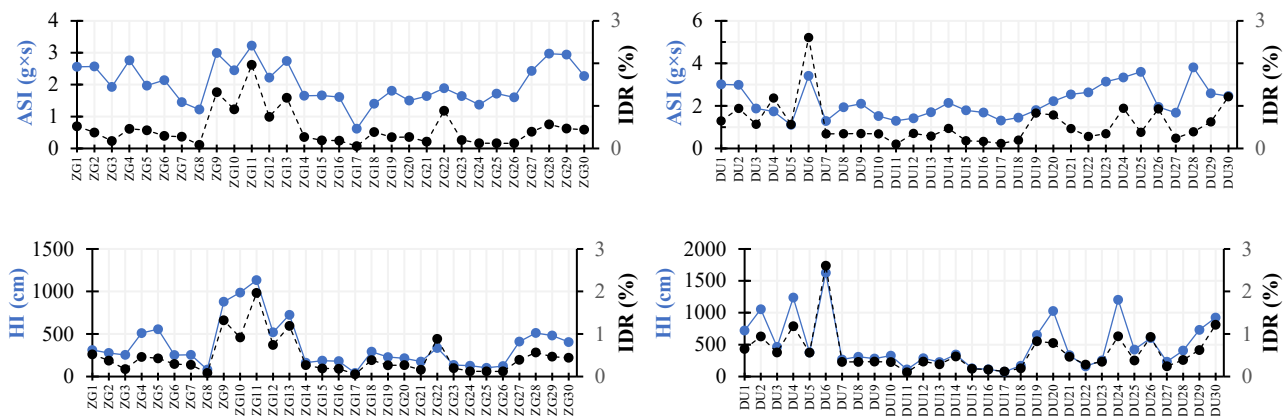 4
3
2
1
0
ASI (g×s)
3
2
1
0
IDR (%)
ZG1 ZG2 ZG3 ZG4 ZG5 ZG6 ZG7 ZG8 ZG9 ZG10 ZG11 ZG12 ZG13 ZG14 ZG15 ZG16 ZG17 ZG18 ZG19 ZG20 ZG21 ZG22 ZG23 ZG24 ZG25 ZG26 ZG27 ZG28 ZG29 ZG30
6
4
2
0
ASI (g×s)
3
2
1
0
IDR (%)
DU1 DU2 DU3 DU4 DU5 DU6 DU7 DU8 DU9 DU10 DU11 DU12 DU13 DU14 DU15 DU16 DU17 DU18 DU19 DU20 DU21 DU22 DU23 DU24 DU25 DU26 DU27 DU28 DU29 DU30
1500
1000
500
0
HI (cm)
3
2
1
0
IDR (%)
ZG1 ZG2 ZG3 ZG4 ZG5 ZG6 ZG7 ZG8 ZG9 ZG10 ZG11 ZG12 ZG13 ZG14 ZG15 ZG16 ZG17 ZG18 ZG19 ZG20 ZG21 ZG22 ZG23 ZG24 ZG25 ZG26 ZG27 ZG28 ZG29 ZG30
2000
1500
1000
500
0
HI (cm)
3
2
1
0
IDR (%)
DU1 DU2 DU3 DU4 DU5 DU6 DU7 DU8 DU9 DU10 DU11 DU12 DU13 DU14 DU15 DU16 DU17 DU18 DU19 DU20 DU21 DU22 DU23 DU24 DU25 DU26 DU27 DU28 DU29 DU30